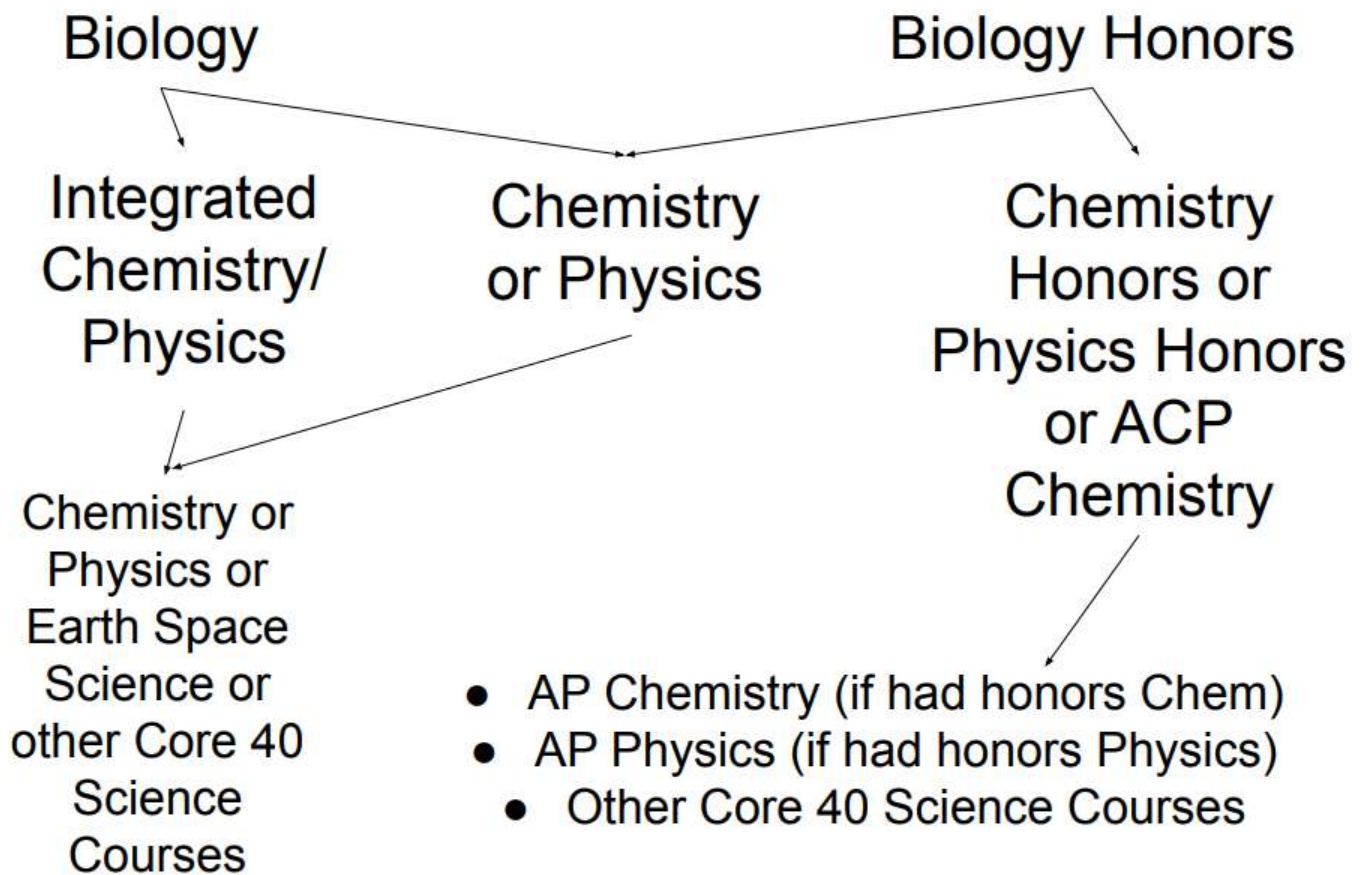 Biology
Biology Honors
Integrated
Chemistry/
Physics
Chemistry
or Physics
Chemistry
Honors or
Physics Honors
or ACP
Chemistry
Chemistry or
Physics or
Earth Space
Science or
other Core 40
Science
Courses
● AP Chemistry (if had honors Chem)
● AP Physics (if had honors Physics)
● Other Core 40 Science Courses